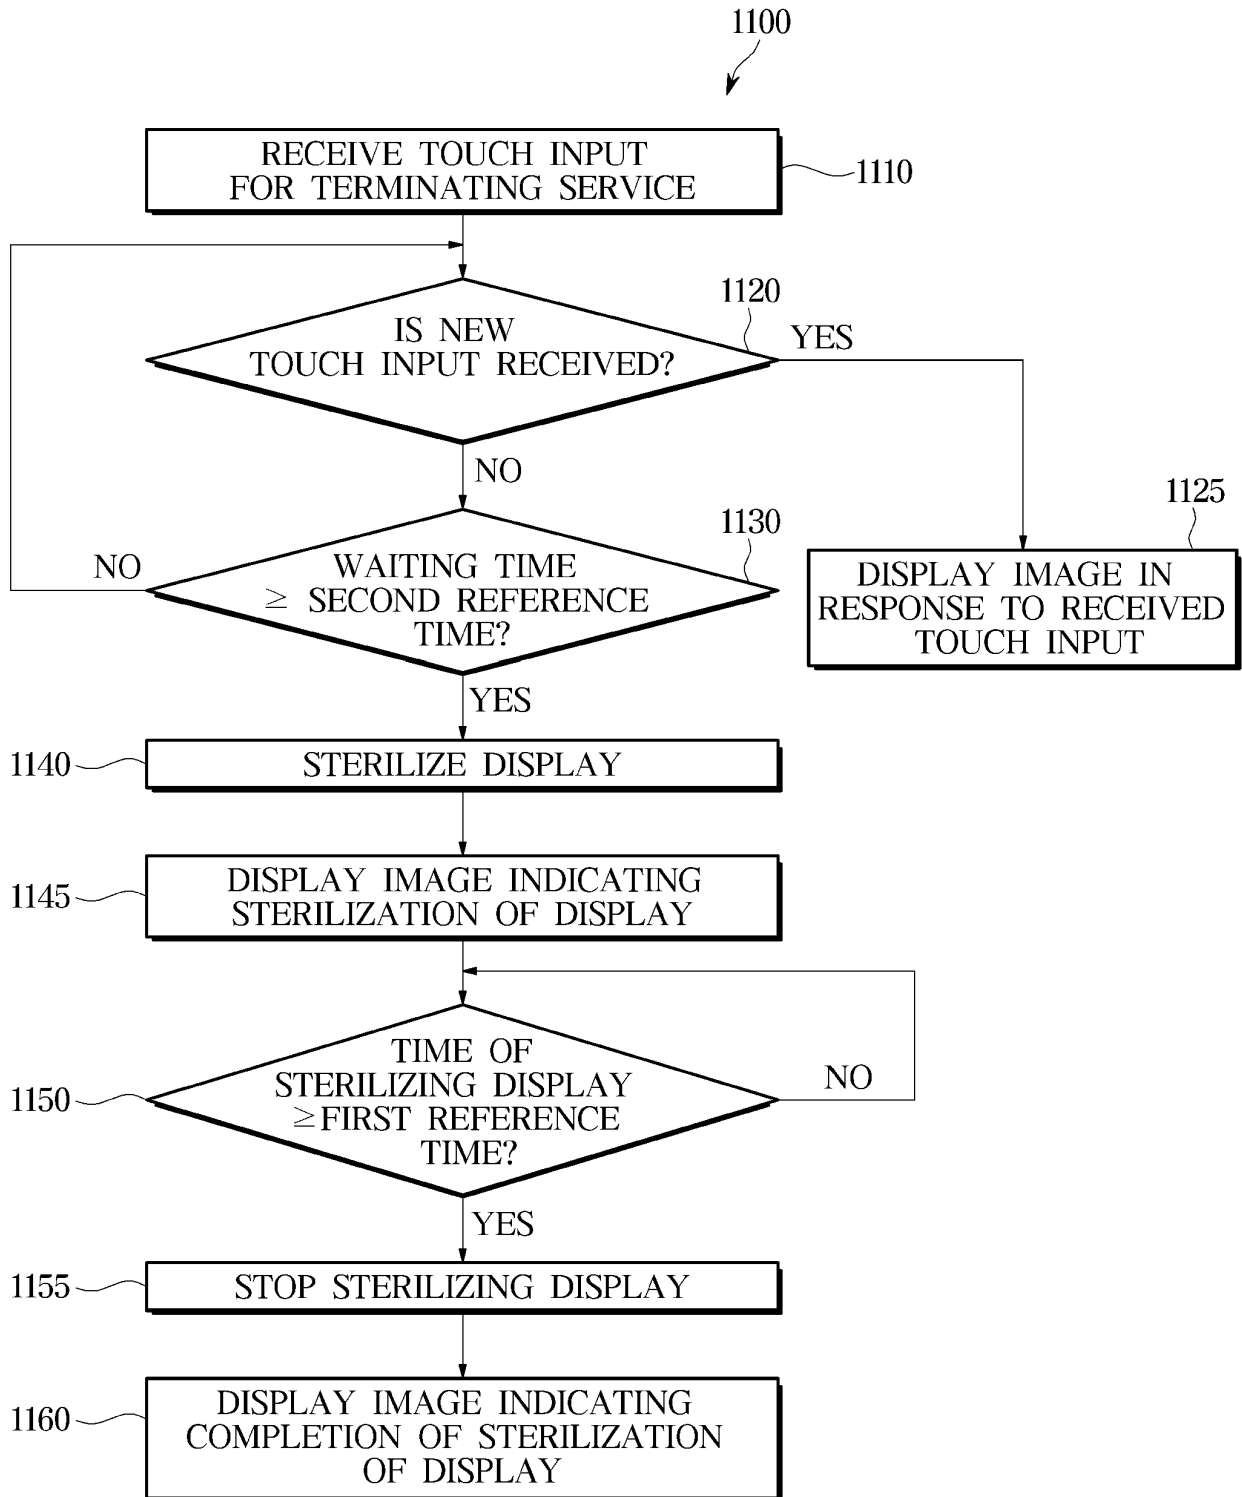 1100
RECEIVE TOUCH INPUT
FOR TERMINATING SERVICE
1110
1120
IS NEW
TOUCH INPUT RECEIVED?
YES
NO
1125
1130
WAITING TIME
≥ SECOND REFERENCE
TIME?
NO
DISPLAY IMAGE IN
RESPONSE TO RECEIVED
TOUCH INPUT
YES
1140
STERILIZE DISPLAY
1145
DISPLAY IMAGE INDICATING
STERILIZATION OF DISPLAY
1150
TIME OF
STERILIZING DISPLAY
≥FIRST REFERENCE
TIME?
NO
YES
1155
STOP STERILIZING DISPLAY
1160
DISPLAY IMAGE INDICATING
COMPLETION OF STERILIZATION
OF DISPLAY